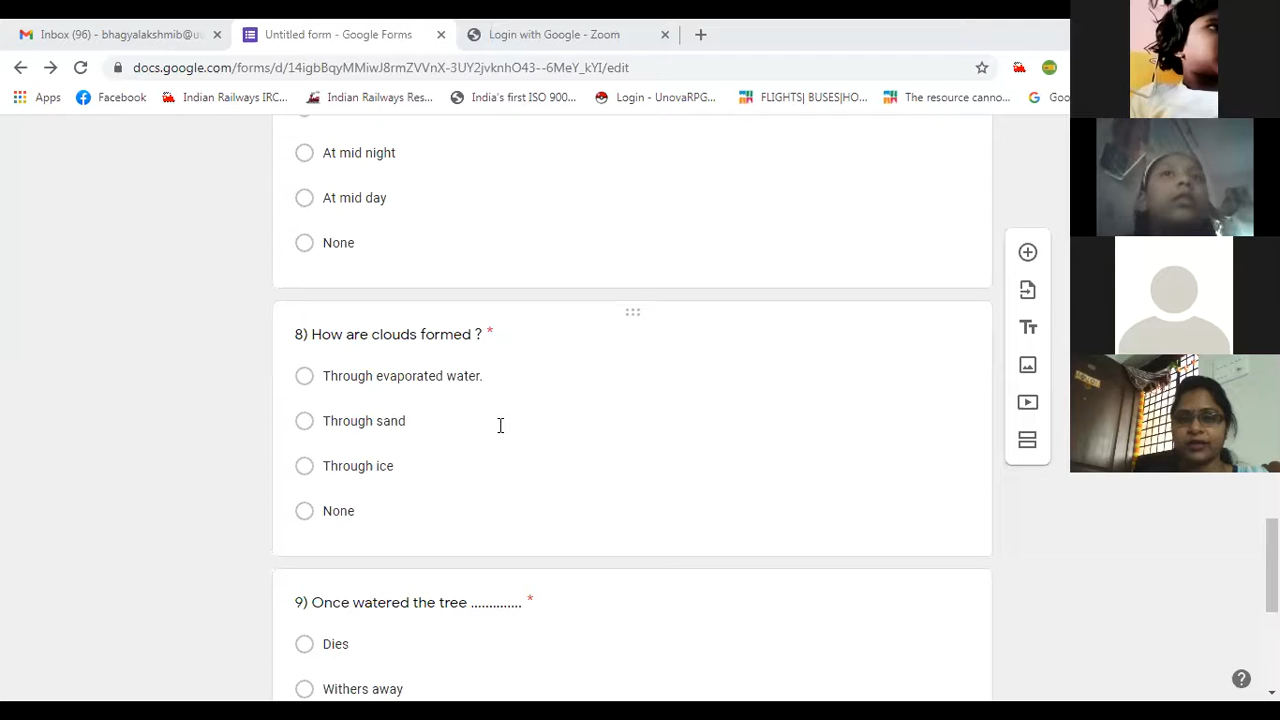 Inbox (96) - bhagyalakshmib@u
Untitled form - Google Forms
Login with Google - Zoom
docs.google.com/forms/d/14igbBqyMMiwJ8rmZVVnX-3UY2jvknhO43--6MeY_kYI/edit
Apps
Facebook
Indian Railways IRC...
Indian Railways Res...
India's first ISO 900...
Login - UnovaRPG...
FLIGHTS| BUSES|HO...
The resource canno...
Goo
At mid night
At mid day
None
8) How are clouds formed ? *
Through evaporated water.
Through sand
Through ice
None
9) Once watered the tree .............. *
Dies
Withers away